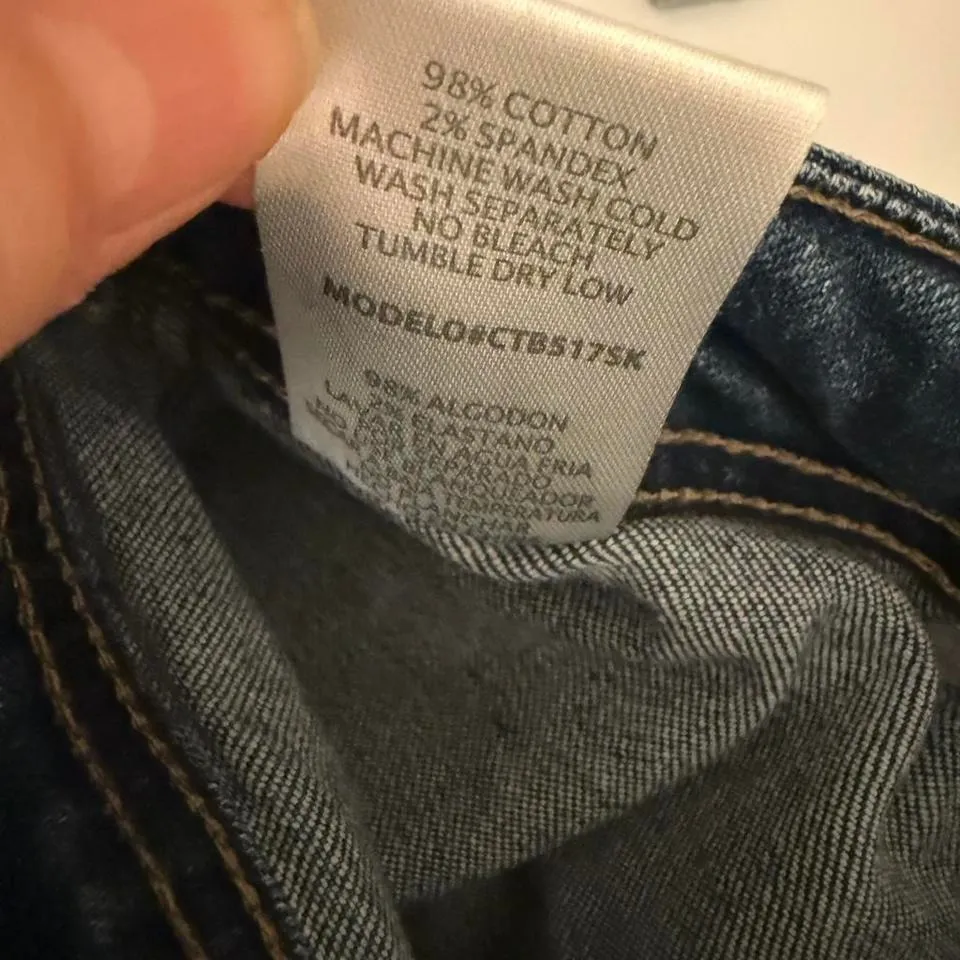 98% COTTON
2% SPANDEX
MACHINE WASH COLD
WASH SEPARATELY
NO BLEACH
TUMBLE DRY LOW
MODELO#CTB5175K
98% ALGODON
2% ELASTANO
EN AGUA FRIA
TEMPERATURA